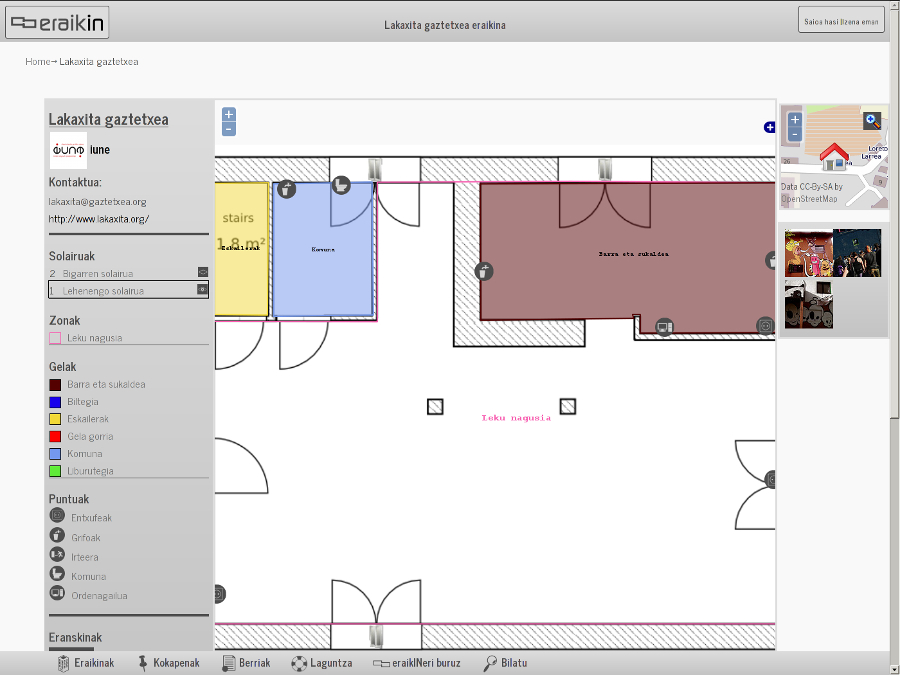 eraikin
Lakaxita gaztetxea eraikina
Saioa hasi |Izena eman
Home→ Lakaxita gaztetxea
Lakaxita gaztetxea
iune
Kontaktua:
lakaxita@gaztetxea.org
http://www.lakaxita.org/
Solairuak
2 Bigarren solairua
1 Lehenengo solairua
Zonak
Leku nagusia
Gelak
Barra eta sukaldea
Biltegia
Eskailerak
Gela gorria
Komuna
Liburutegia
Puntuak
Entxufeak
Grifoak
Irteera
Komuna
Ordenagailua
Eranskinak
+
-
stairs
1.8 m²
Eskailerak
Komuna
Barra eta sukaldea
Leku nagusia
+
-
Loreto
Larrea
26
9
Data CC-By-SA by
OpenStreetMap
Eraikinak
Kokapenak
Berriak
Laguntza
eraikINeri buruz
Bilatu